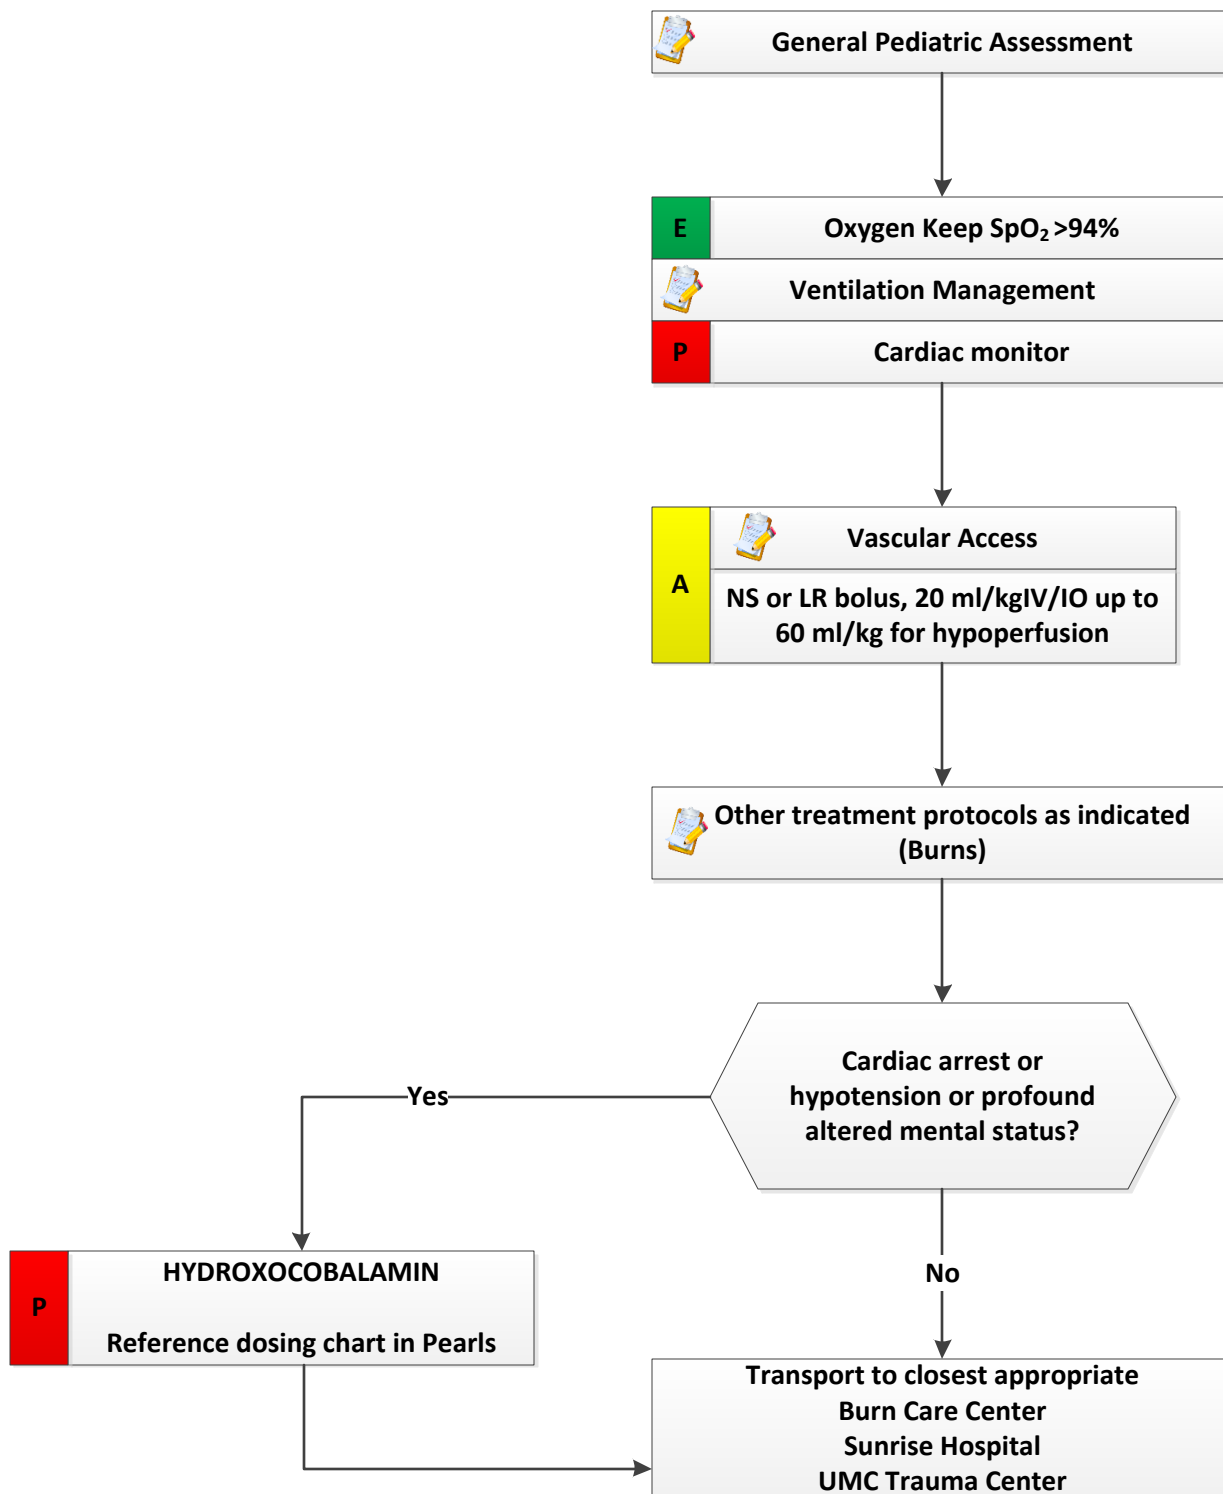 General Pediatric Assessment
E
Oxygen Keep SpO₂ >94%
Ventilation Management
P
Cardiac monitor
A
Vascular Access
NS or LR bolus, 20 ml/kgIV/IO up to
60 ml/kg for hypoperfusion
Other treatment protocols as indicated
(Burns)
Cardiac arrest or
hypotension or profound
altered mental status?
Yes
P
HYDROXOCOBALAMIN
Reference dosing chart in Pearls
No
Transport to closest appropriate
Burn Care Center
Sunrise Hospital
UMC Trauma Center